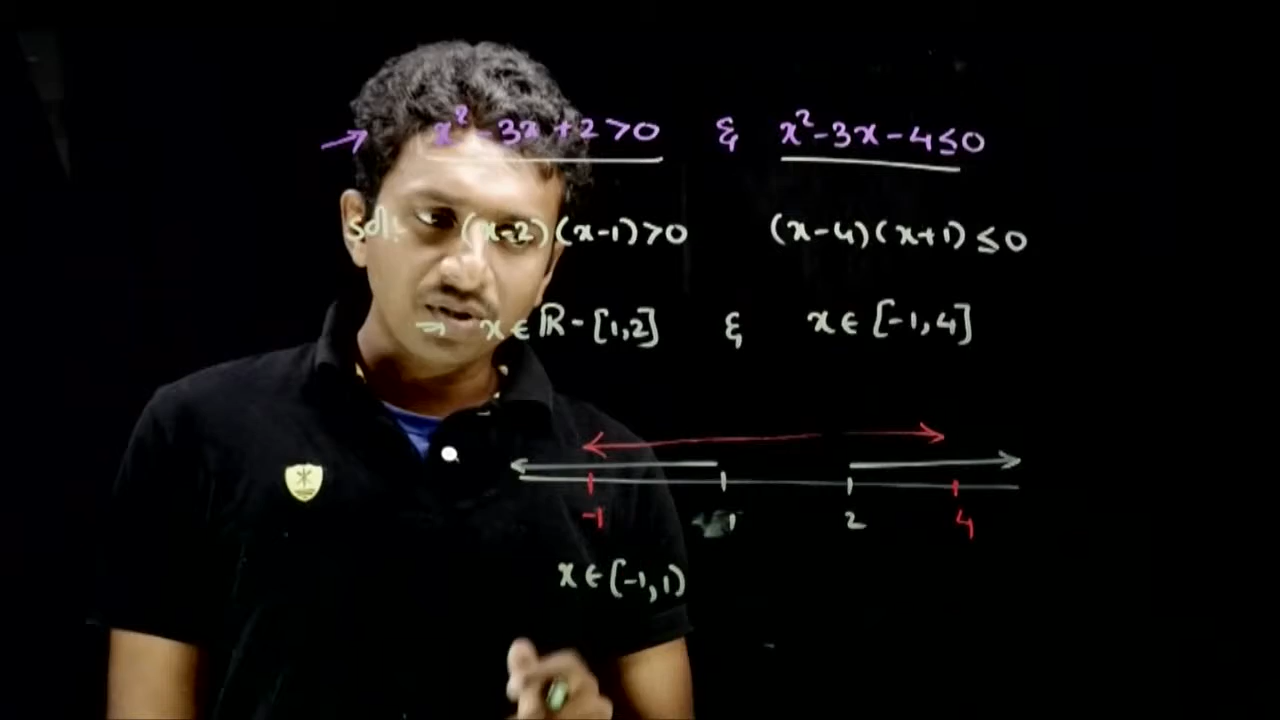 → x² - 3x + 2 > 0 & x² - 3x - 4 ≤ 0
Sol: (x-2)(x-1) > 0 (x-4)(x+1) ≤ 0
⇒ x ∈ ℝ - [1,2] & x ∈ [-1,4]
-1 1 2 4
x ∈ [-1,1)